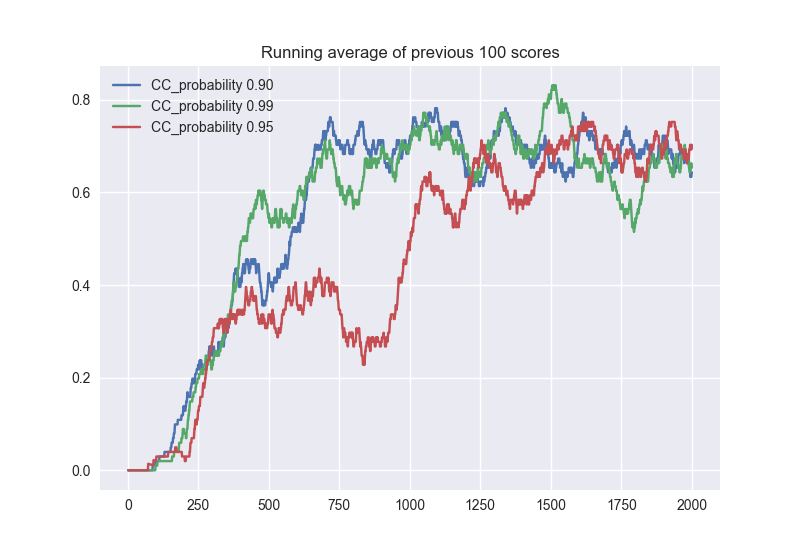 Running average of previous 100 scores
CC_probability 0.90
CC_probability 0.99
CC_probability 0.95
0.8
0.6
0.4
0.2
0.0
0 250 500 750 1000 1250 1500 1750 2000